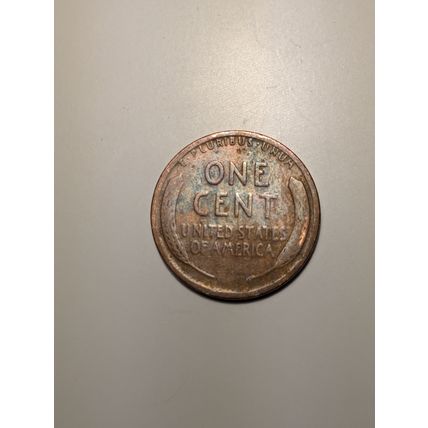 E·PLURIBUS·UNUM
ONE
CENT
UNITED STATES
OF AMERICA